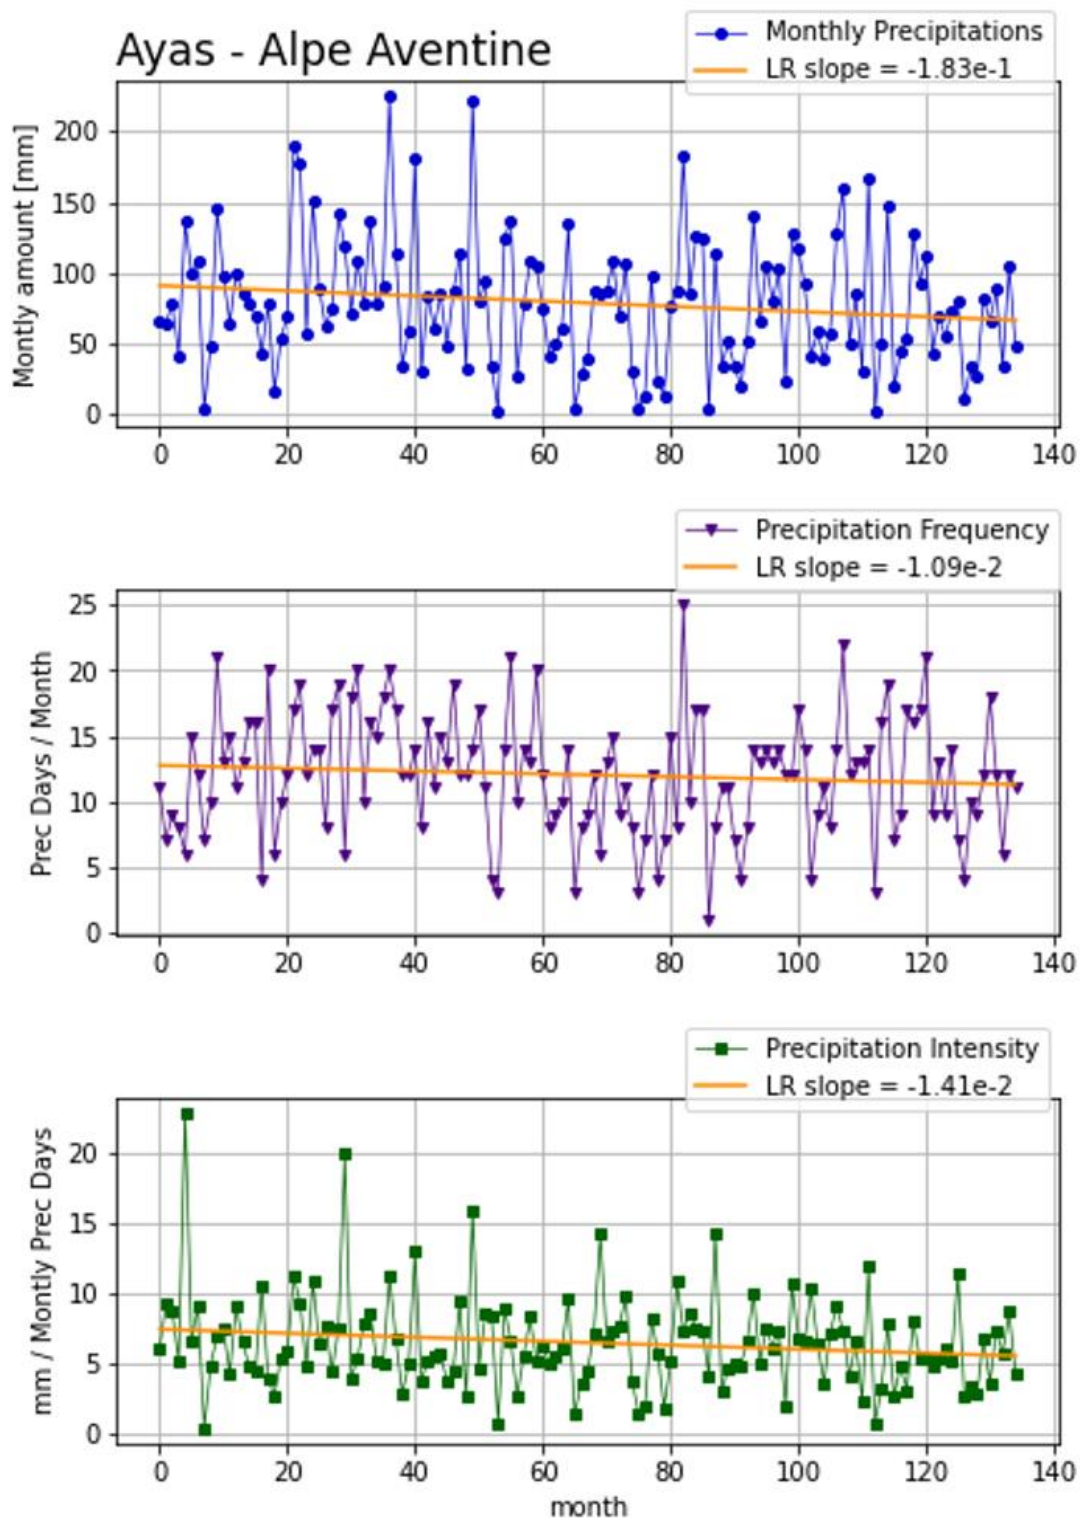 Ayas - Alpe Aventine
Monthly Precipitations
LR slope = -1.83e-1
Montly amount [mm]
200
150
100
50
0
0 20 40 60 80 100 120 140
Precipitation Frequency
LR slope = -1.09e-2
Prec Days / Month
25
20
15
10
5
0
0 20 40 60 80 100 120 140
Precipitation Intensity
LR slope = -1.41e-2
mm / Montly Prec Days
20
15
10
5
0
0 20 40 60 80 100 120 140
month